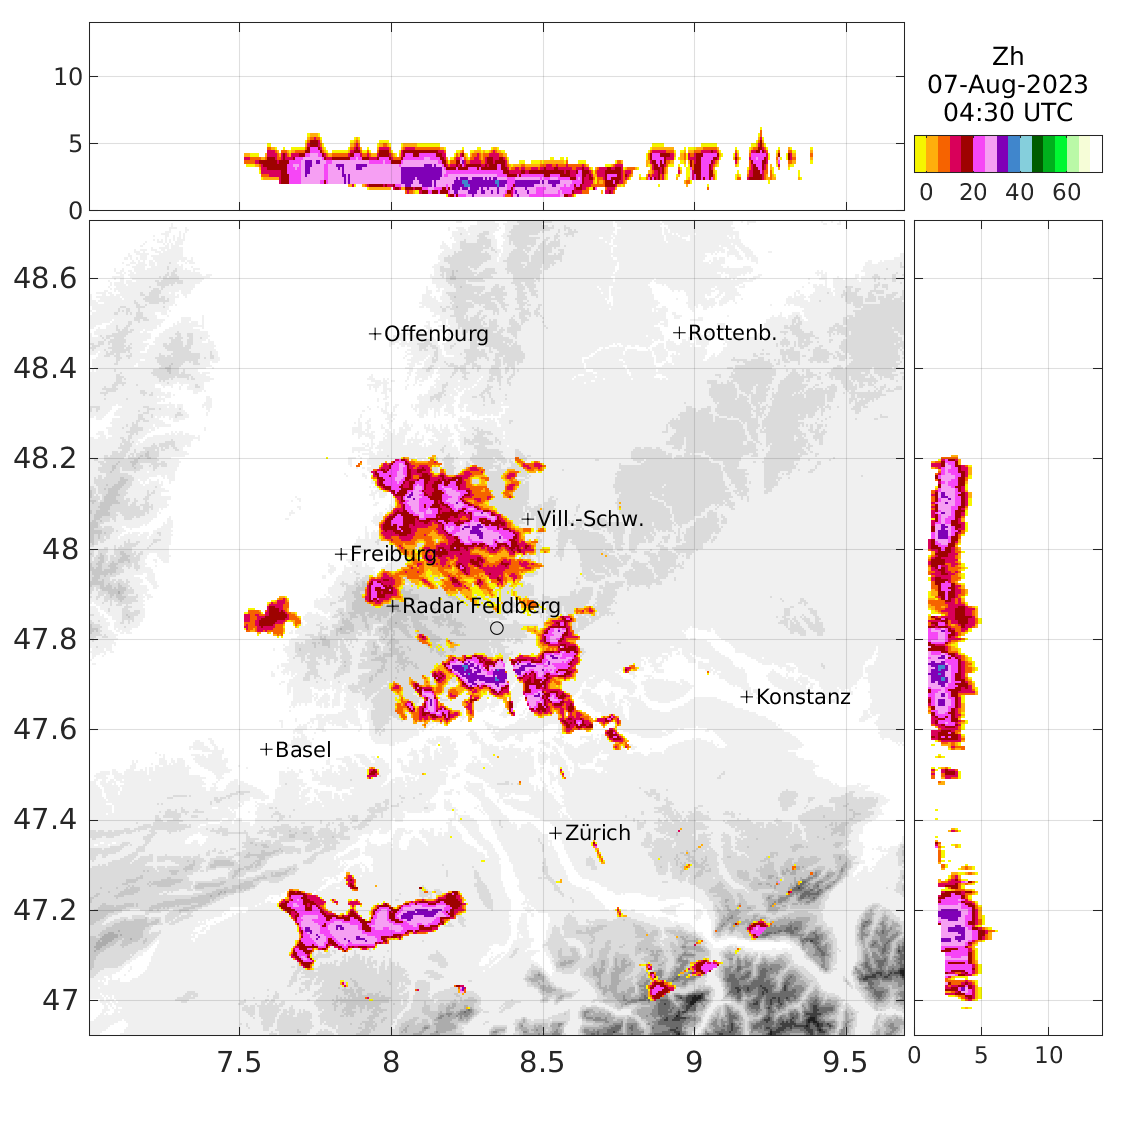 Zh
07-Aug-2023
04:30 UTC
10
5
0
0 20 40 60
48.6
48.4
48.2
48
47.8
47.6
47.4
47.2
47
Offenburg
Rottenb.
Vill.-Schw.
Freiburg
Radar Feldberg
Konstanz
Basel
Zürich
7.5 8 8.5 9 9.5
0 5 10